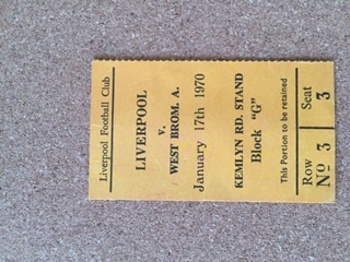 Liverpool Football Club
LIVERPOOL
v.
WEST BROM. A.
January 17th 1970
KEMLYN RD. STAND
Block "G"
This Portion to be retained
Row Seat
Nº 3 3